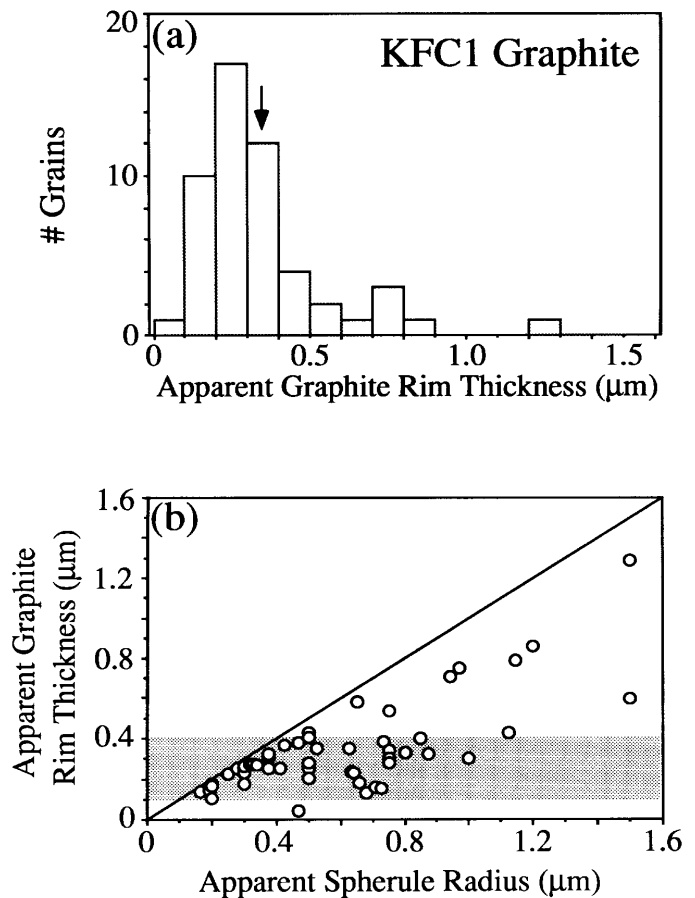 (a)
KFC1 Graphite
# Grains
20
10
0
0 0.5 1.0 1.5
Apparent Graphite Rim Thickness (μm)
(b)
Apparent Graphite
Rim Thickness (μm)
1.6
1.2
0.8
0.4
0
0 0.4 0.8 1.2 1.6
Apparent Spherule Radius (μm)